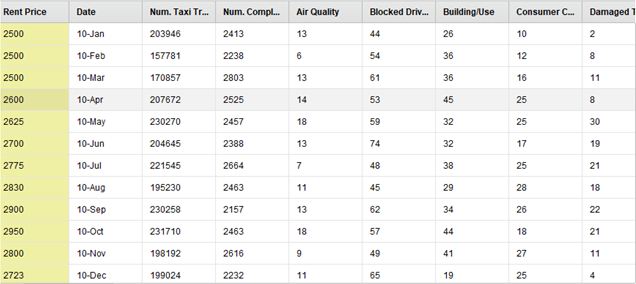 Rent Price Date Num. Taxi Tr... Num. Compl... Air Quality Blocked Driv... Building/Use Consumer C... Damaged T
2500 10-Jan 203946 2413 13 44 26 10 2
2500 10-Feb 157781 2238 6 54 36 12 8
2500 10-Mar 170857 2803 13 61 36 16 11
2600 10-Apr 207672 2525 14 53 45 25 8
2625 10-May 230270 2457 18 59 32 25 30
2700 10-Jun 204645 2388 13 74 32 17 19
2775 10-Jul 221545 2664 7 48 38 25 21
2830 10-Aug 195230 2463 11 45 29 28 18
2900 10-Sep 230258 2157 13 62 34 26 22
2950 10-Oct 231710 2463 18 57 44 18 21
2800 10-Nov 198192 2616 9 49 41 27 11
2723 10-Dec 199024 2232 11 65 19 25 4